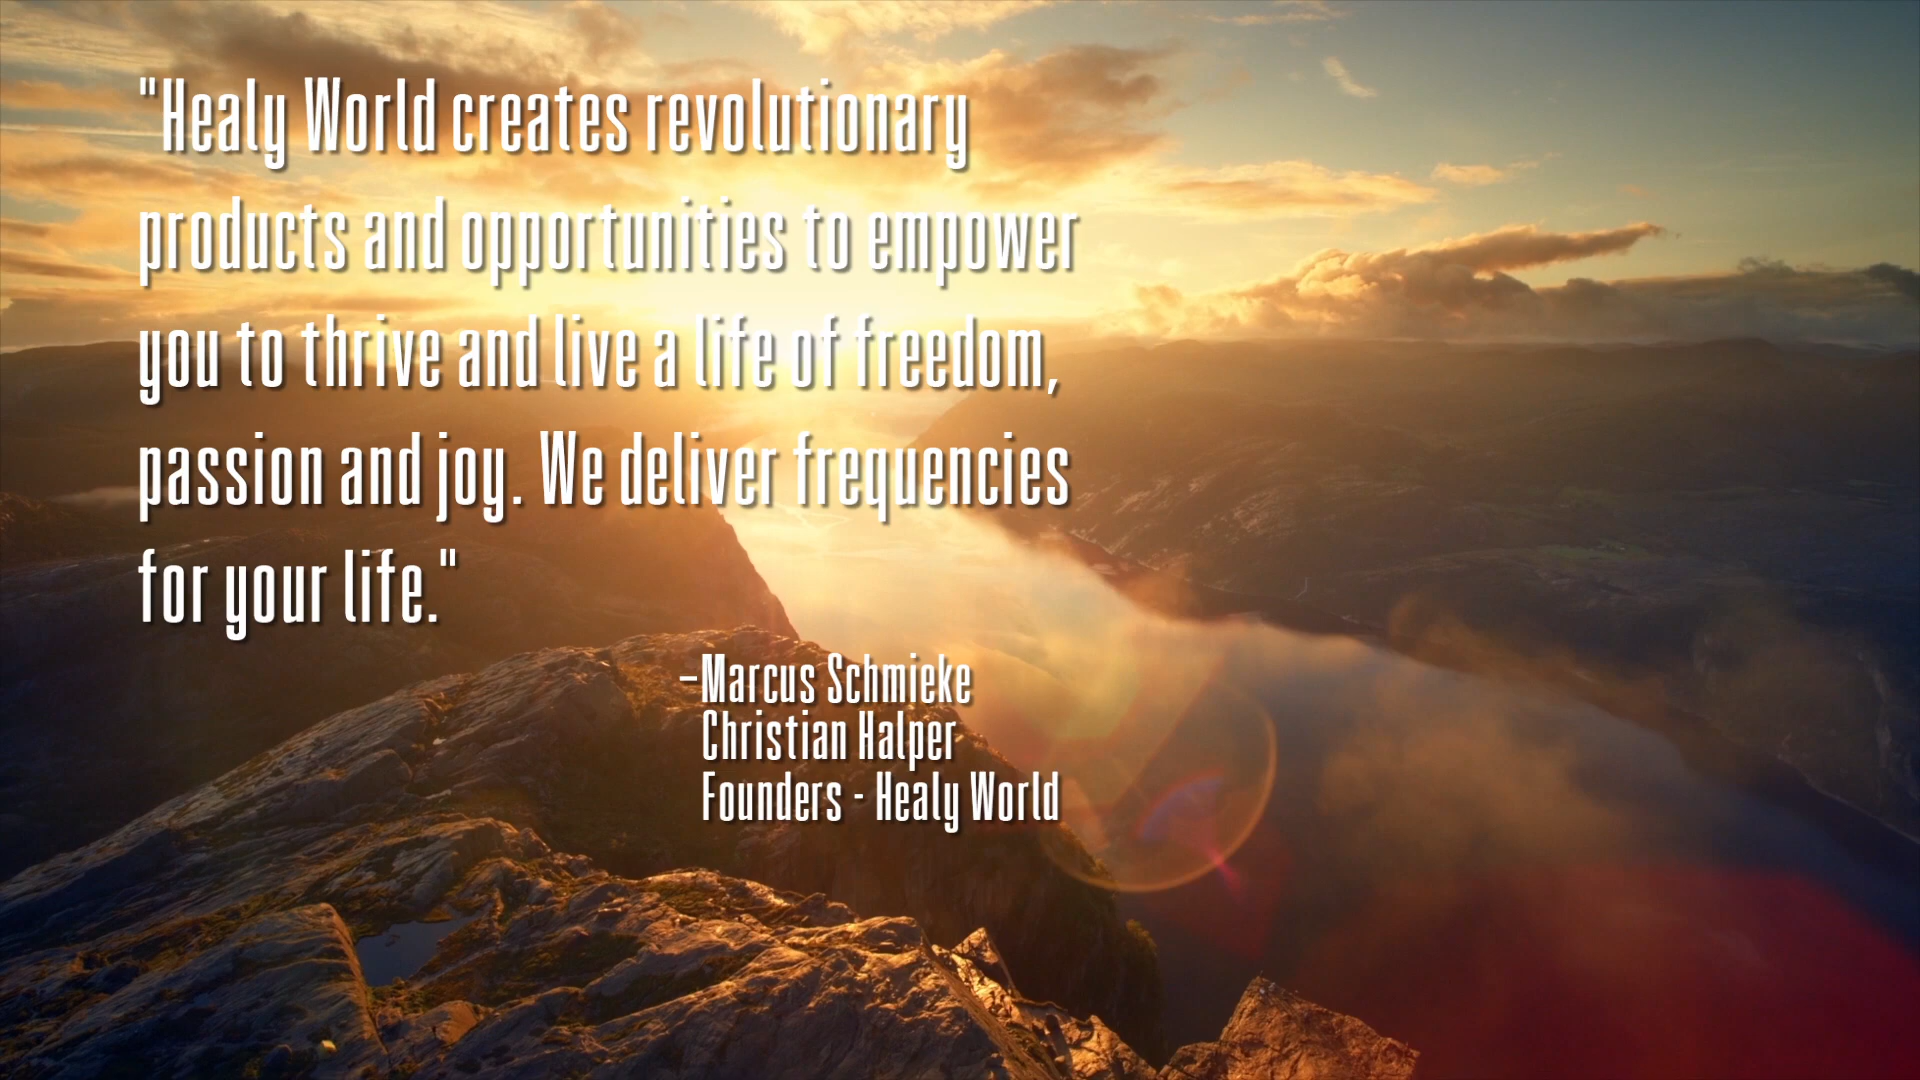 "Healy World creates revolutionary
products and opportunities to empower
you to thrive and live a life of freedom,
passion and joy. We deliver frequencies
for your life."
–Marcus Schmieke
Christian Halper
Founders - Healy World